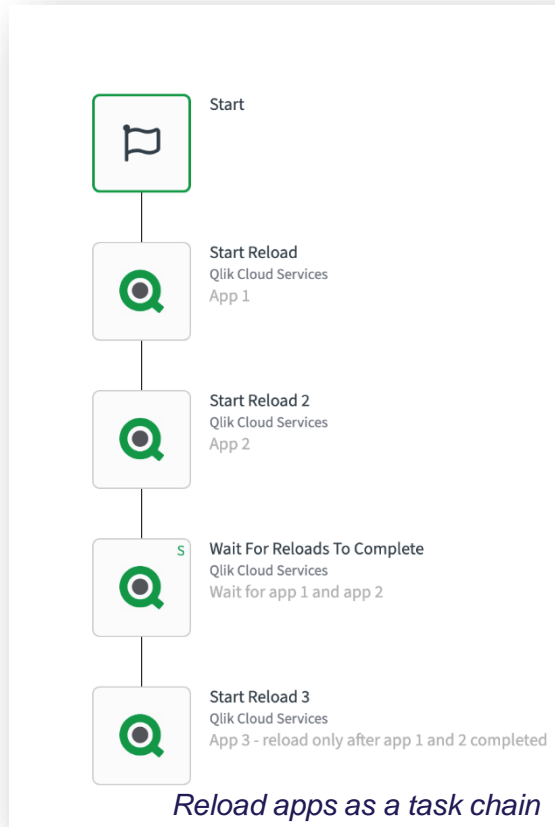 Start
Start Reload
Qlik Cloud Services
App 1
Start Reload 2
Qlik Cloud Services
App 2
S
Wait For Reloads To Complete
Qlik Cloud Services
Wait for app 1 and app 2
Start Reload 3
Qlik Cloud Services
App 3 - reload only after app 1 and 2 completed
Reload apps as a task chain